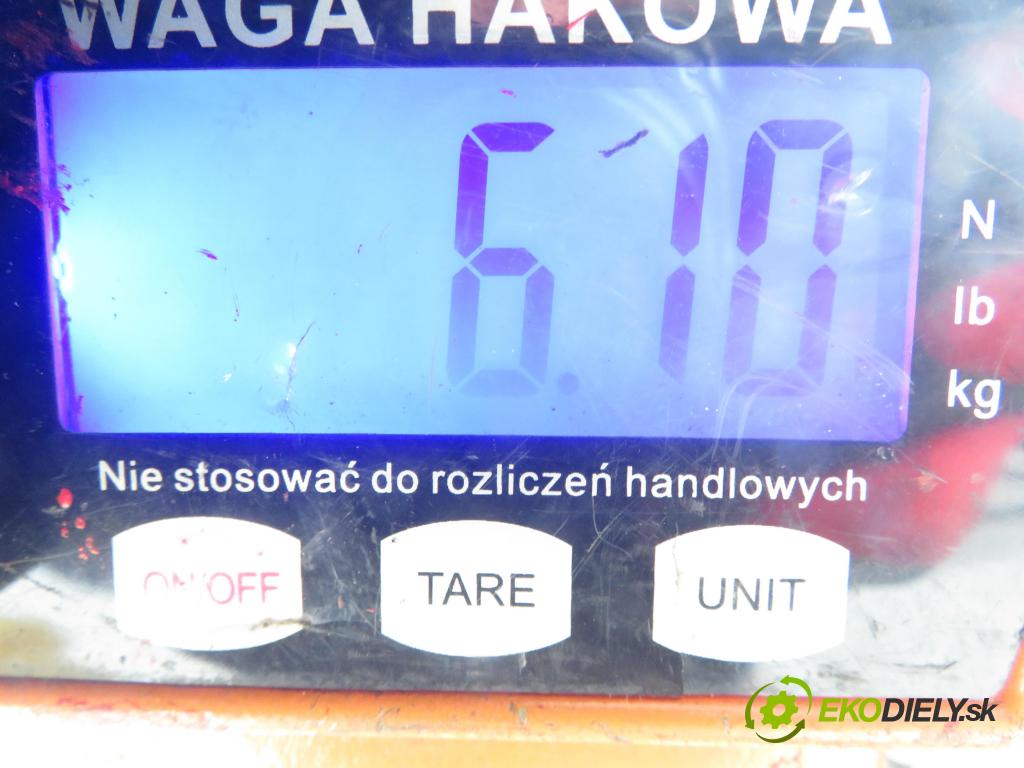 WAGA HAKOWA
6.10
N
lb
kg
Nie stosować do rozliczeń handlowych
ON/OFF TARE UNIT
EKODIELY.sk